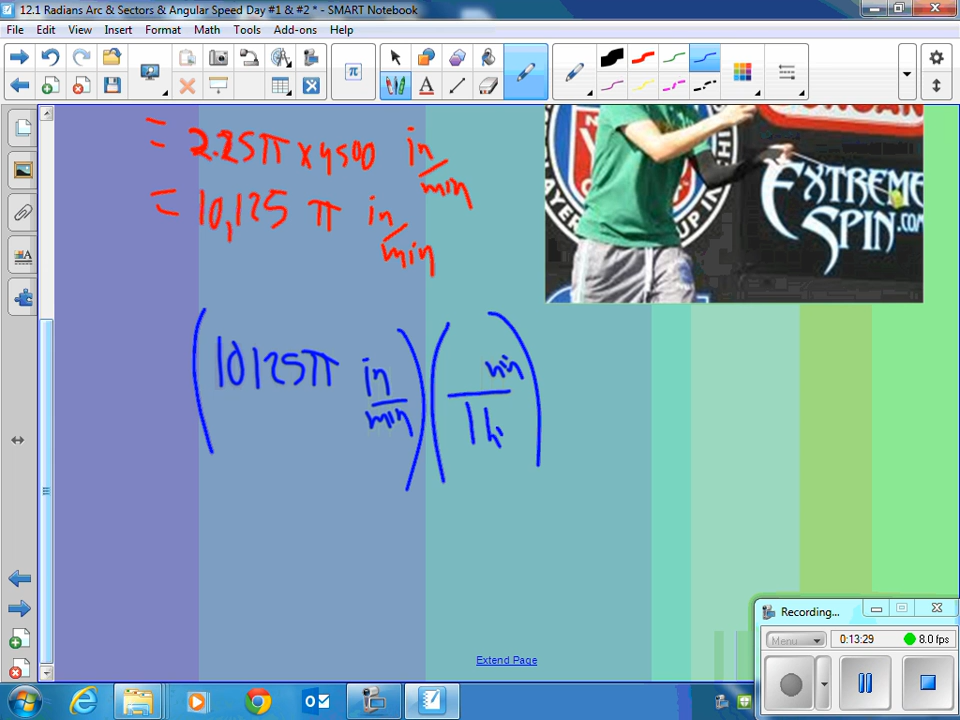 12.1 Radians Arc & Sectors & Angular Speed Day #1 & #2 * - SMART Notebook
File Edit View Insert Format Math Tools Add-ons Help
= 2.25π x 4500 in/min
= 10,125 π in/min
EXTREME
SPIN.COM
(10125π in/min)(min/1 hr
Extend Page
Recording...
Menu
0:13:29
8.0 fps